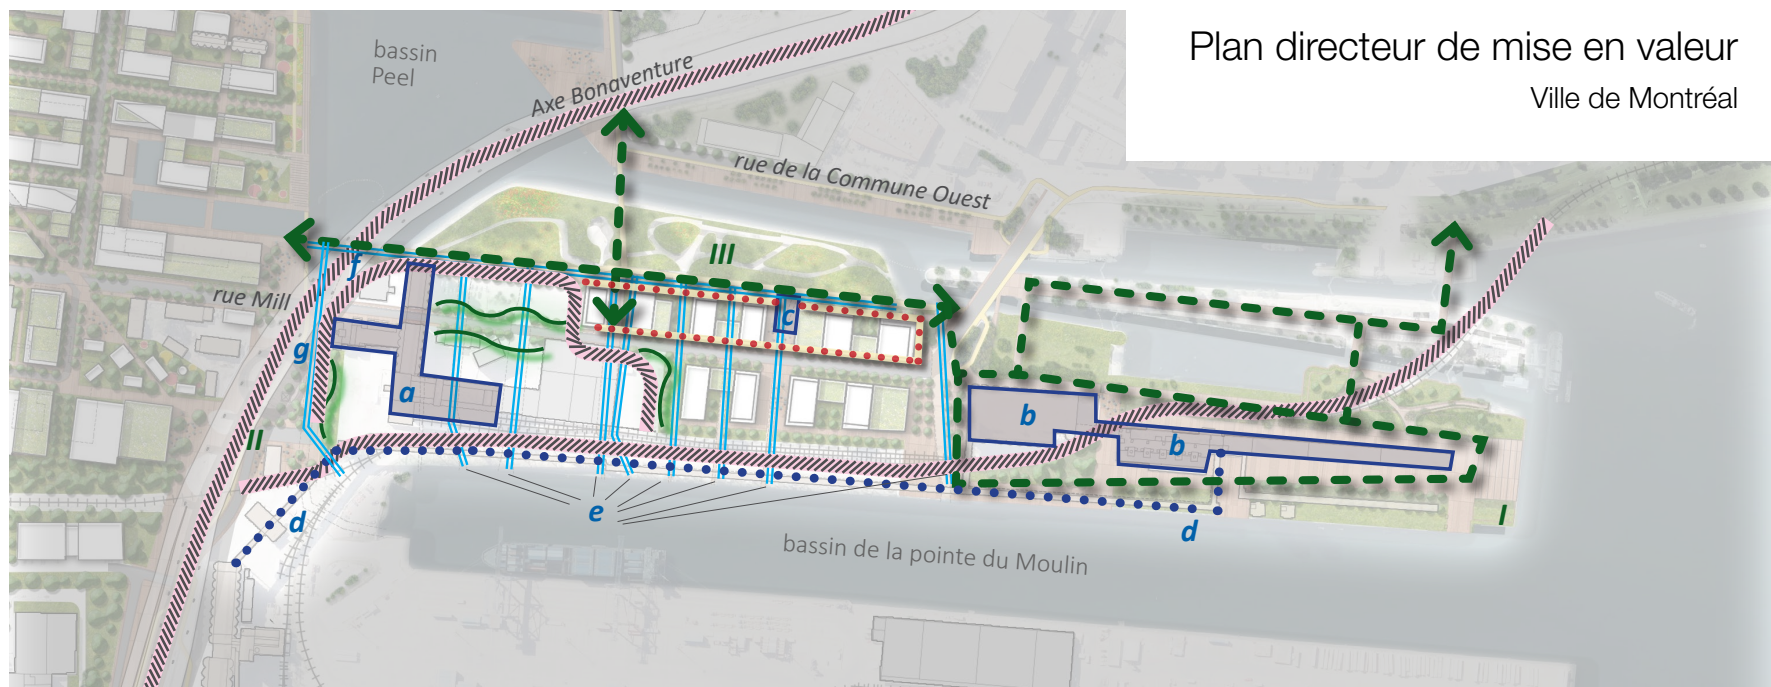 Plan directeur de mise en valeur
Ville de Montréal
bassin
Peel
Axe Bonaventure
rue de la Commune Ouest
III
f
rue Mill
c
g
a
b
b
II
e
d
d
I
bassin de la pointe du Moulin